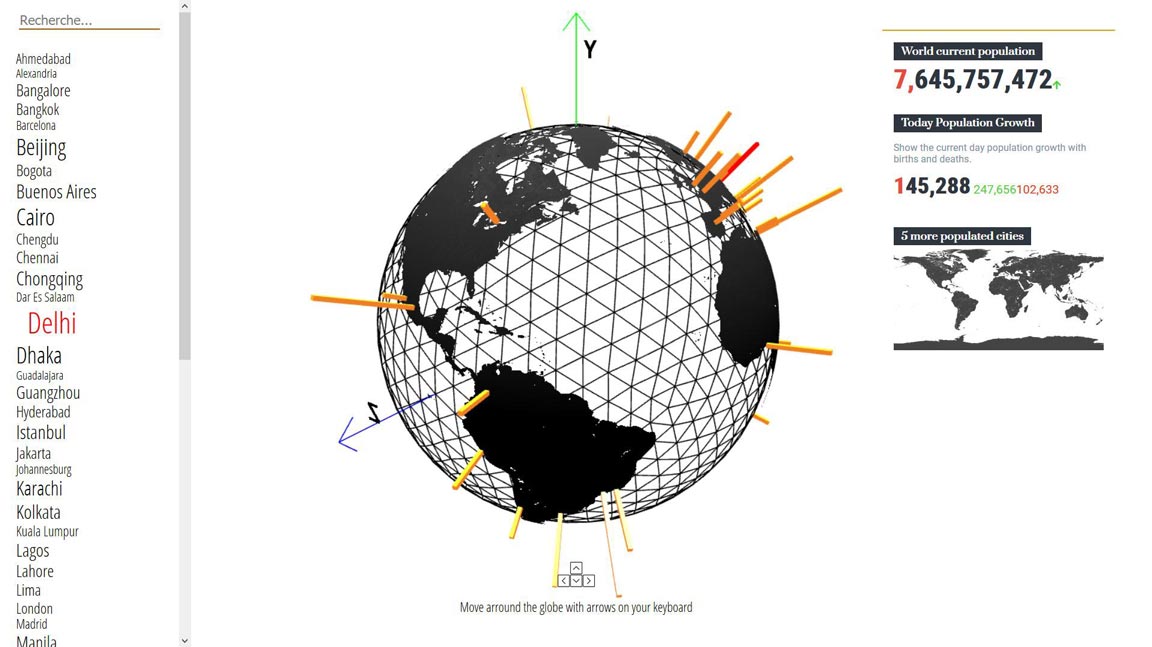 Recherche...
Ahmedabad
Alexandria
Bangalore
Bangkok
Barcelona
Beijing
Bogota
Buenos Aires
Cairo
Chengdu
Chennai
Chongqing
Dar Es Salaam
Delhi
Dhaka
Guadalajara
Guangzhou
Hyderabad
Istanbul
Jakarta
Johannesburg
Karachi
Kolkata
Kuala Lumpur
Lagos
Lahore
Lima
London
Madrid
Manila
Y
Z
Move arround the globe with arrows on your keyboard
World current population
7,645,757,472
Today Population Growth
Show the current day population growth with
births and deaths.
145,288 247,656102,633
5 more populated cities